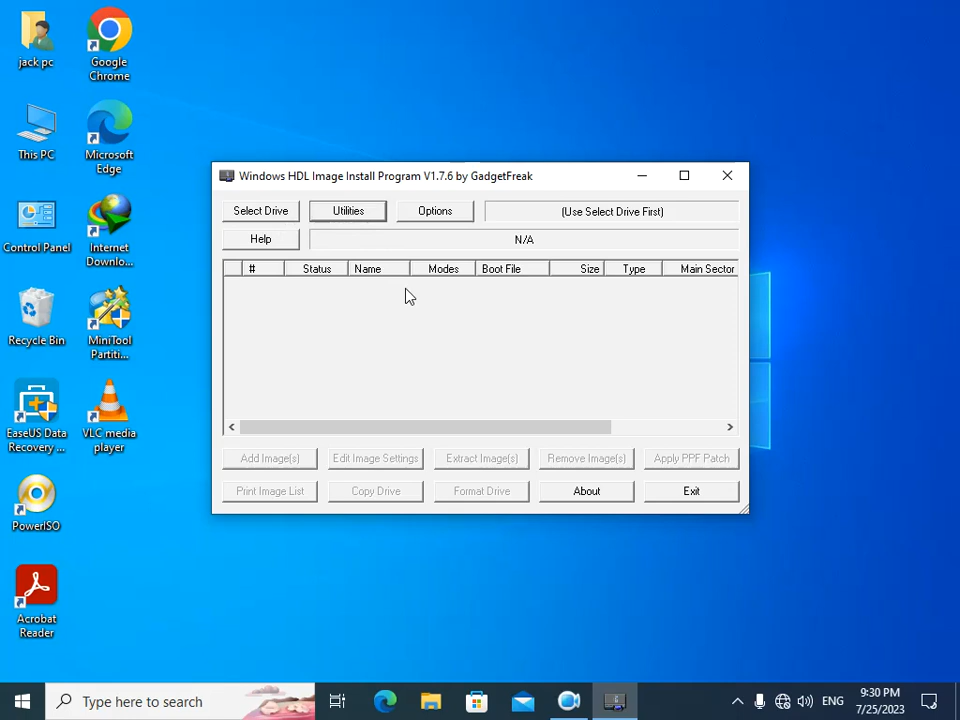 jack pc
Google
Chrome
This PC
Microsoft
Edge
Control Panel
Internet
Downlo...
Recycle Bin
MiniTool
Partiti...
EaseUS Data
Recovery ...
VLC media
player
PowerISO
Acrobat
Reader
Windows HDL Image Install Program V1.7.6 by GadgetFreak
Select Drive
Utilities
Options
(Use Select Drive First)
Help
N/A
# Status Name Modes Boot File Size Type Main Sector
Add Image(s)
Edit Image Settings
Extract Image(s)
Remove Image(s)
Apply PPF Patch
Print Image List
Copy Drive
Format Drive
About
Exit
Type here to search
ENG
9:30 PM
7/25/2023